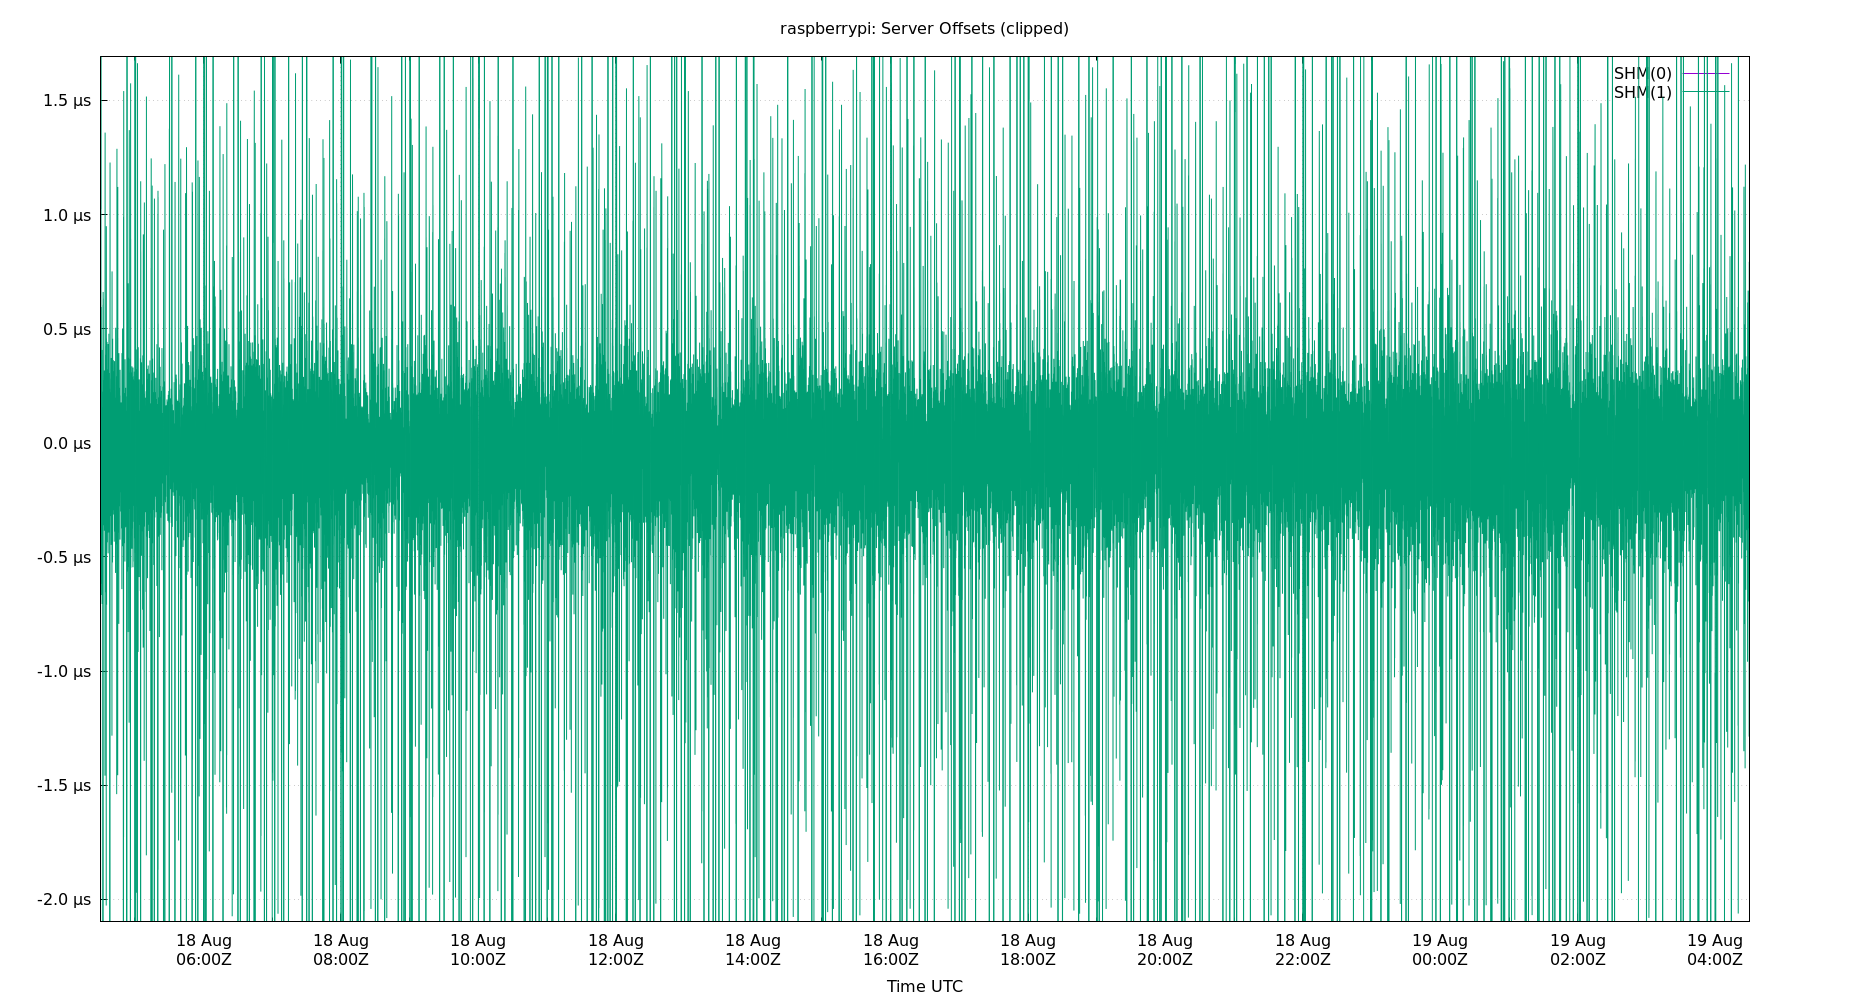 raspberrypi: Server Offsets (clipped)
SHM(0)
SHM(1)
1.5 µs
1.0 µs
0.5 µs
0.0 µs
-0.5 µs
-1.0 µs
-1.5 µs
-2.0 µs
18 Aug 18 Aug 18 Aug 18 Aug 18 Aug 18 Aug 18 Aug 18 Aug 18 Aug 19 Aug 19 Aug 19 Aug
06:00Z 08:00Z 10:00Z 12:00Z 14:00Z 16:00Z 18:00Z 20:00Z 22:00Z 00:00Z 02:00Z 04:00Z
Time UTC